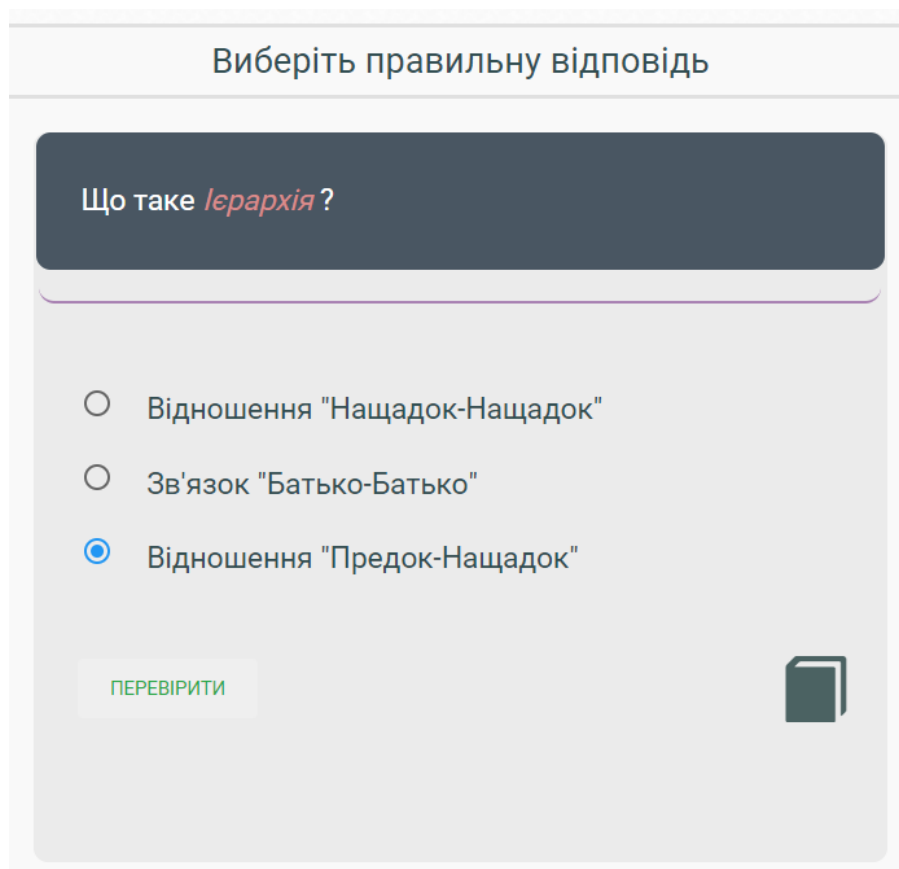 Виберіть правильну відповідь
Що таке Ієрархія ?
Відношення "Нащадок-Нащадок"
Зв'язок "Батько-Батько"
Відношення "Предок-Нащадок"
ПЕРЕВІРИТИ